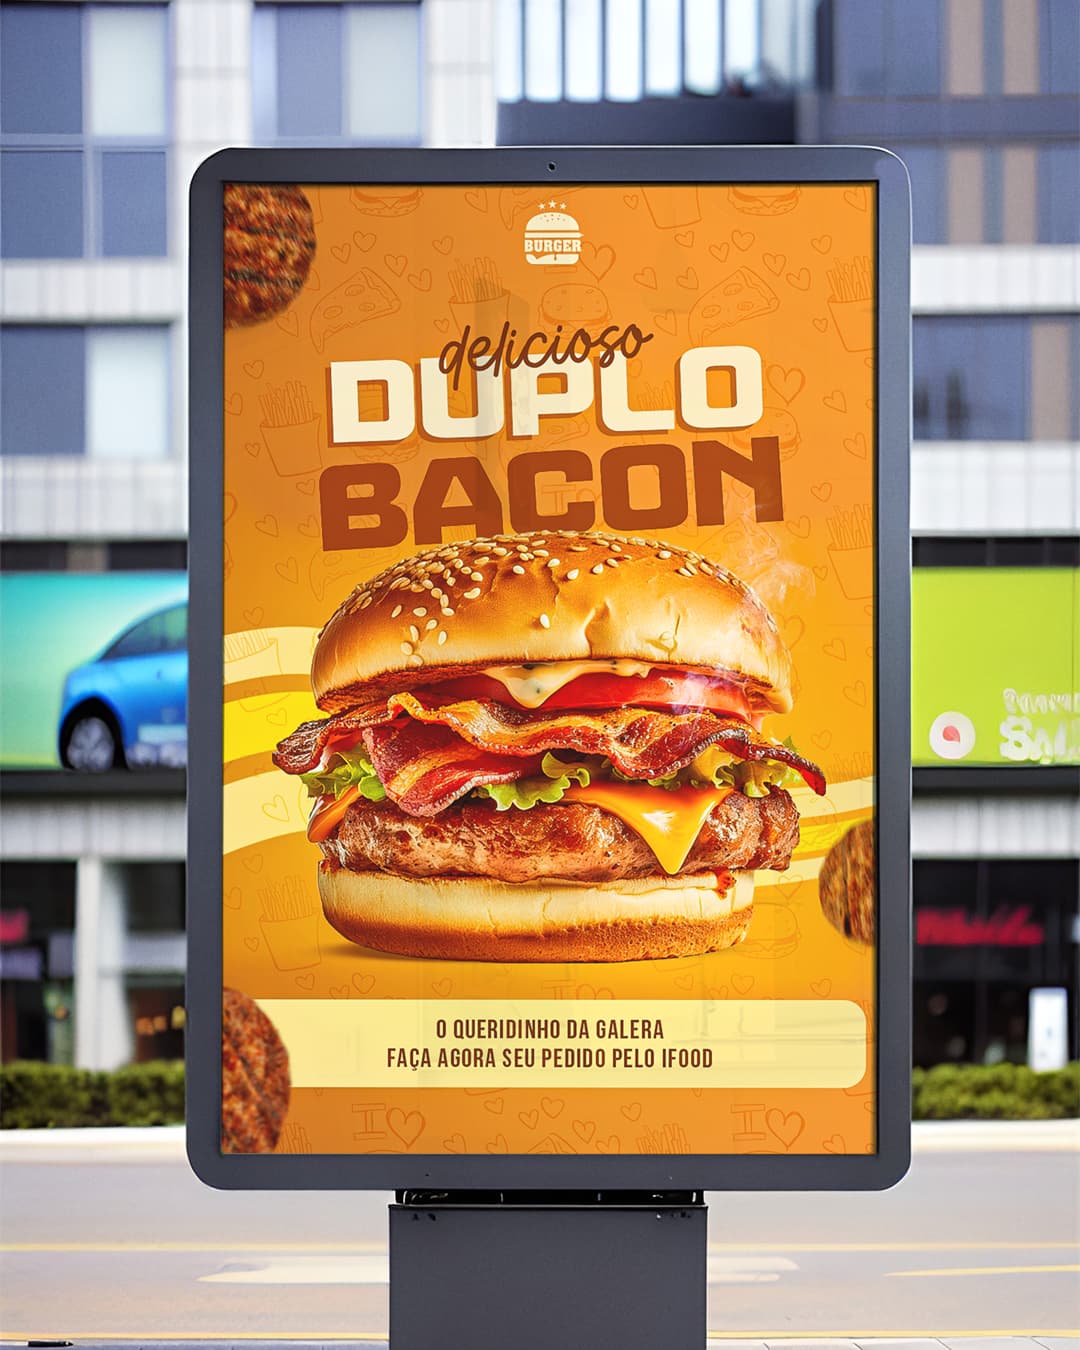 BURGER
delicioso
DUPLO
BACON
O QUERIDINHO DA GALERA
FAÇA AGORA SEU PEDIDO PELO IFOOD
I
I